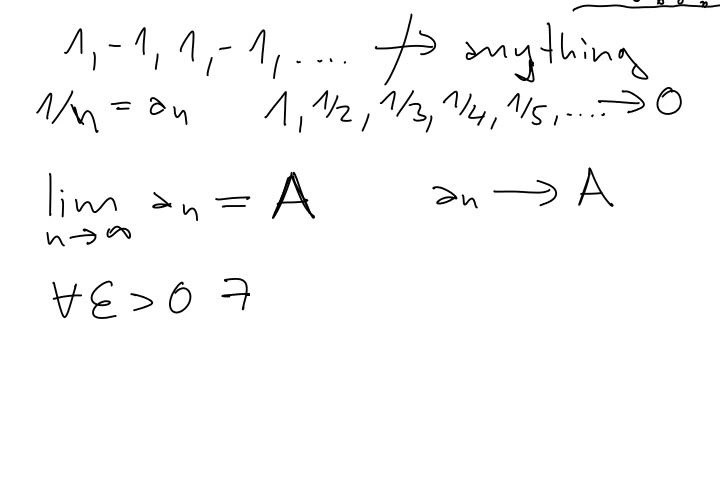 1, -1, 1, -1, .... ↛ anything
1/n = an 1, 1/2, 1/3, 1/4, 1/5, .... → 0
lim an = A an → A
n→∞
∀ε > 0